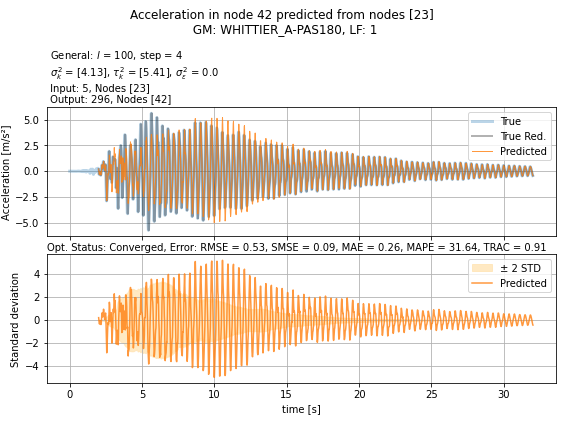 Acceleration in node 42 predicted from nodes [23]
GM: WHITTIER_A-PAS180, LF: 1
General: l = 100, step = 4
σ²ₖ = [4.13], τ²ₖ = [5.41], σ²ε = 0.0
Input: 5, Nodes [23]
Output: 296, Nodes [42]
Acceleration [m/s²]
5.0
2.5
0.0
−2.5
−5.0
True
True Red.
Predicted
Opt. Status: Converged, Error: RMSE = 0.53, SMSE = 0.09, MAE = 0.26, MAPE = 31.64, TRAC = 0.91
Standard deviation
4
2
0
−2
−4
± 2 STD
Predicted
0 5 10 15 20 25 30
time [s]